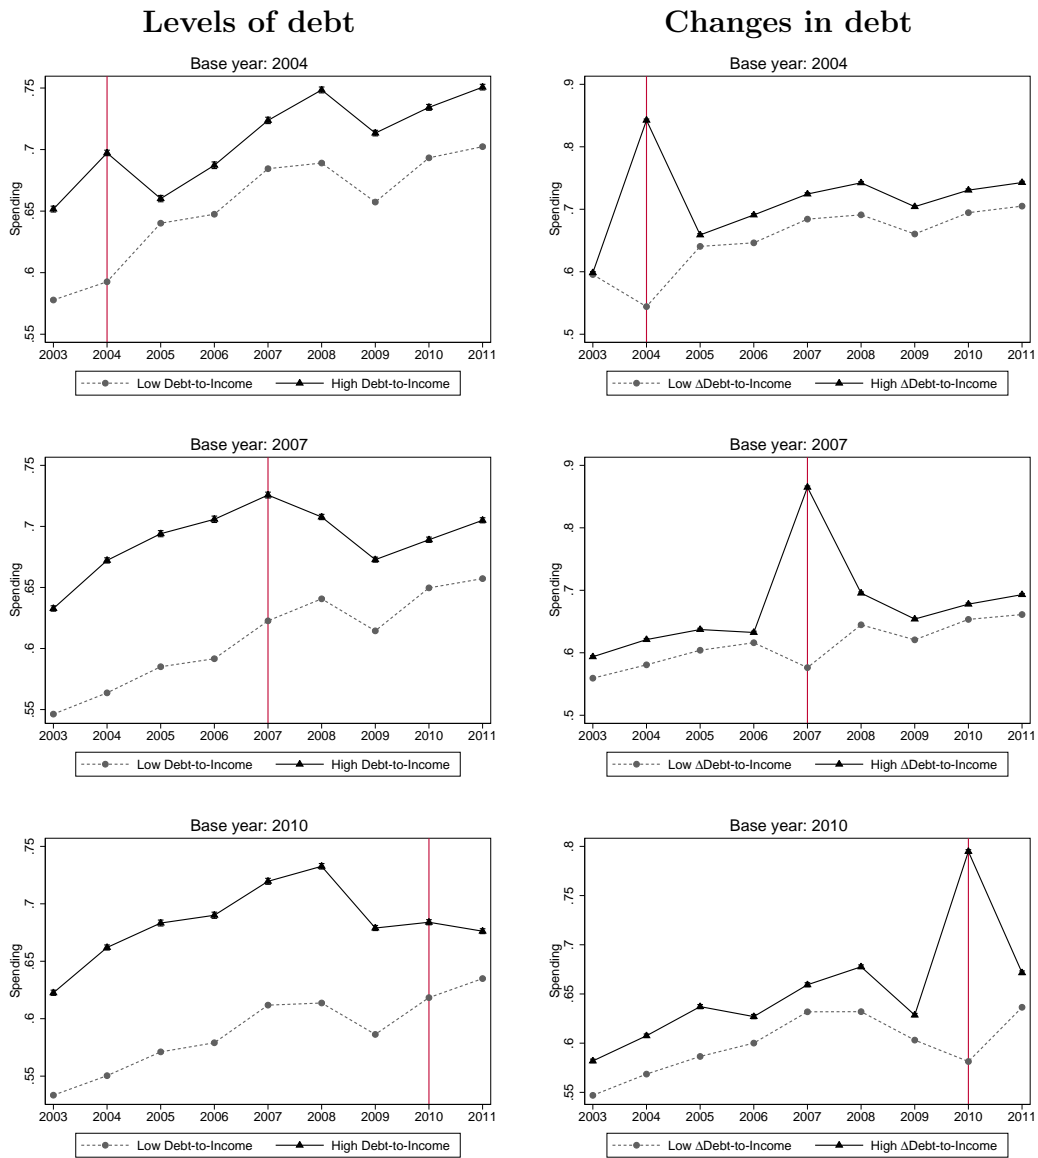 Levels of debt
Changes in debt
Base year: 2004
.75
.7
.65
.6
.55
Spending
2003 2004 2005 2006 2007 2008 2009 2010 2011
Low Debt-to-Income High Debt-to-Income
Base year: 2004
.9
.8
.7
.6
.5
Spending
2003 2004 2005 2006 2007 2008 2009 2010 2011
Low ΔDebt-to-Income High ΔDebt-to-Income
Base year: 2007
.75
.7
.65
.6
.55
Spending
2003 2004 2005 2006 2007 2008 2009 2010 2011
Low Debt-to-Income High Debt-to-Income
Base year: 2007
.9
.8
.7
.6
.5
Spending
2003 2004 2005 2006 2007 2008 2009 2010 2011
Low ΔDebt-to-Income High ΔDebt-to-Income
Base year: 2010
.75
.7
.65
.6
.55
Spending
2003 2004 2005 2006 2007 2008 2009 2010 2011
Low Debt-to-Income High Debt-to-Income
Base year: 2010
.8
.75
.7
.65
.6
.55
Spending
2003 2004 2005 2006 2007 2008 2009 2010 2011
Low ΔDebt-to-Income High ΔDebt-to-Income